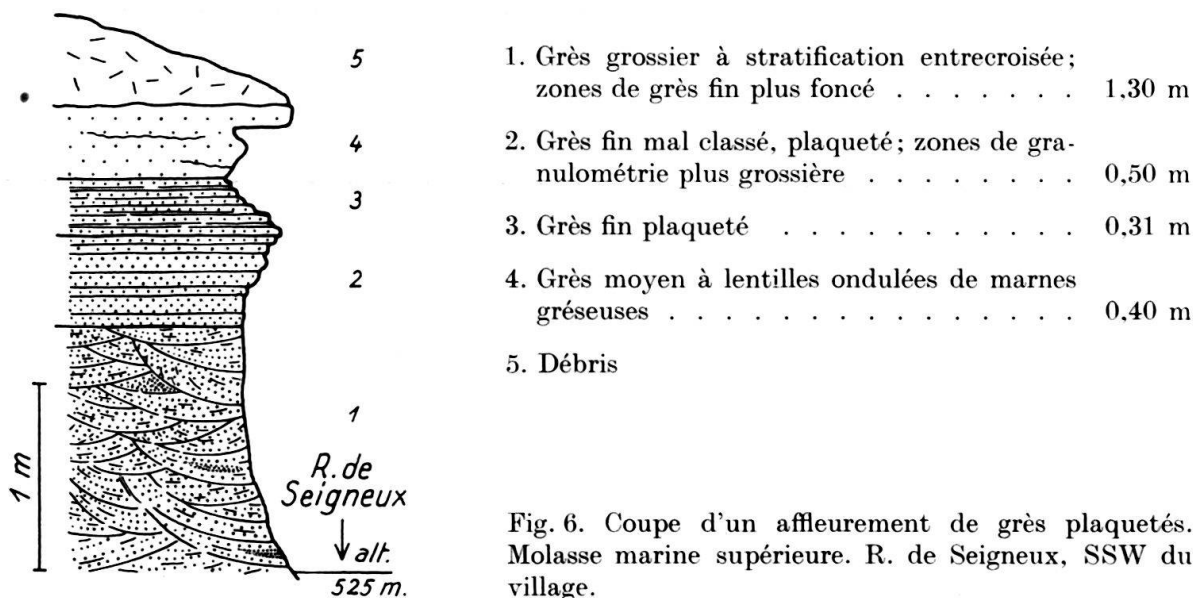 5
4
3
2
1
1 m
R. de
Seigneux
alt.
525 m.
1. Grès grossier à stratification entrecroisée;
zones de grès fin plus foncé . . . . . . . 1,30 m
2. Grès fin mal classé, plaqueté; zones de gra-
nulométrie plus grossière . . . . . . . . 0,50 m
3. Grès fin plaqueté . . . . . . . . . . . . 0,31 m
4. Grès moyen à lentilles ondulées de marnes
gréseuses . . . . . . . . . . . . . . . . 0,40 m
5. Débris
Fig. 6. Coupe d'un affleurement de grès plaquetés.
Molasse marine supérieure. R. de Seigneux, SSW du
village.